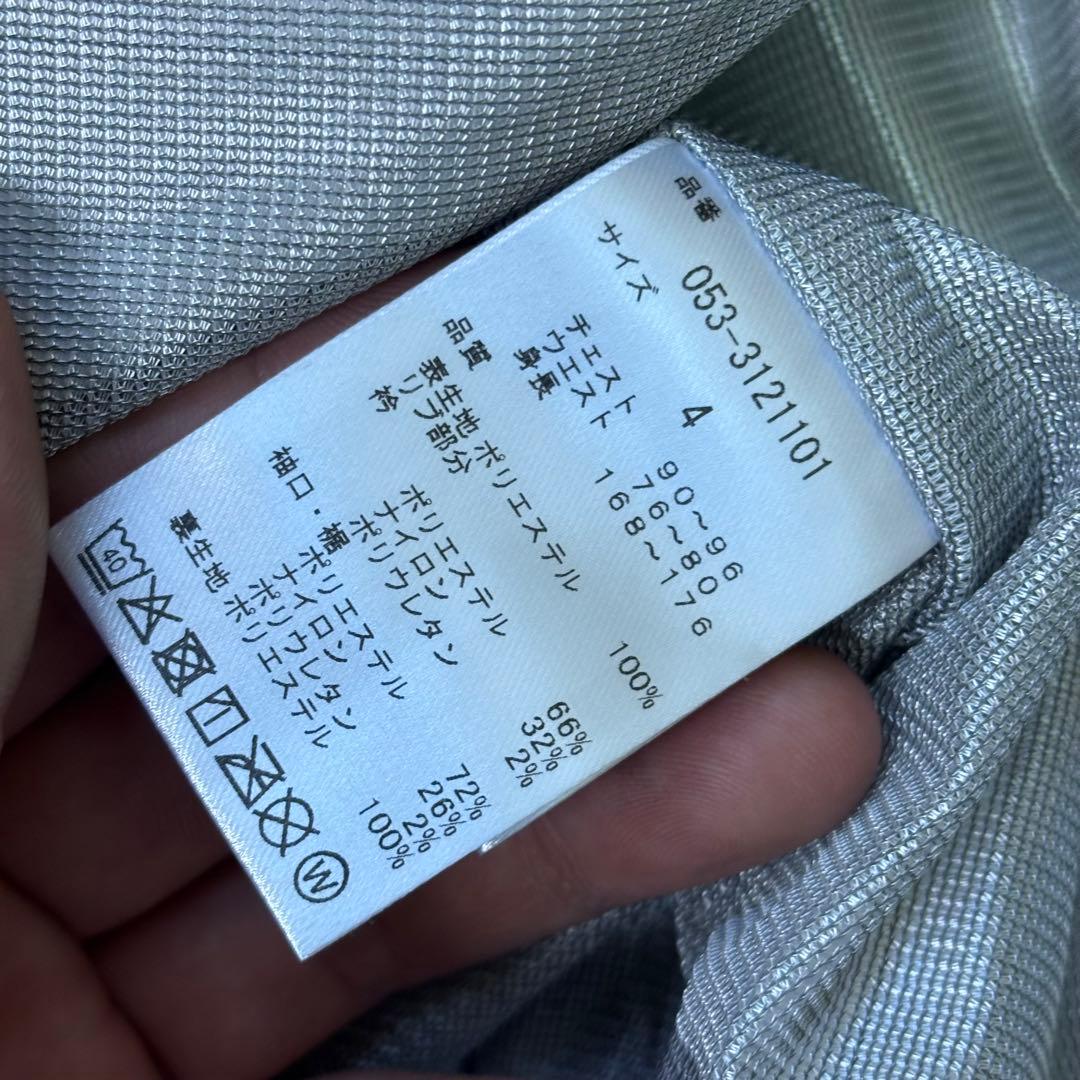 品番 053-3121101
サイズ 4
チェスト 90～96
ウエスト 76～80
身長 168～176
品質
表生地 ポリエステル 100%
リブ部分
衿 ポリエステル 66%
ナイロン 32%
ポリウレタン 2%
袖口・裾 ポリエステル 72%
ナイロン 26%
ポリウレタン 2%
裏生地 ポリエステル 100%
40
W